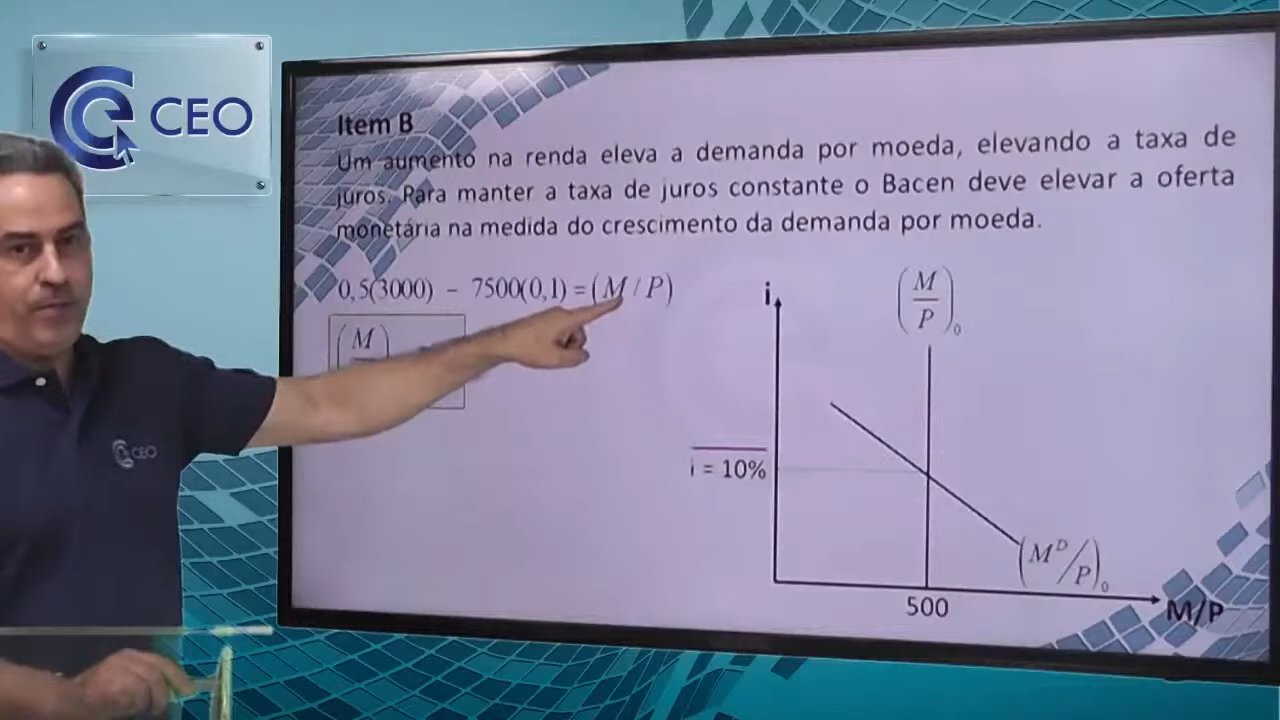 CEO
Item B
Um aumento na renda eleva a demanda por moeda, elevando a taxa de
juros. Para manter a taxa de juros constante o Bacen deve elevar a oferta
monetária na medida do crescimento da demanda por moeda.
0,5(3000) − 7500(0,1) = (M / P)
(M
i
(M/P)₀
i = 10%
(Mᴰ/P)₀
500
M/P
CEO